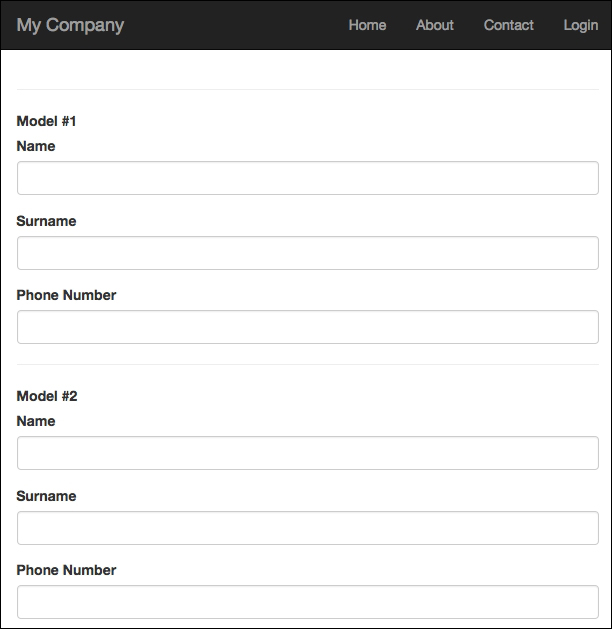 My Company Home About Contact Login
Model #1
Name
Surname
Phone Number
Model #2
Name
Surname
Phone Number